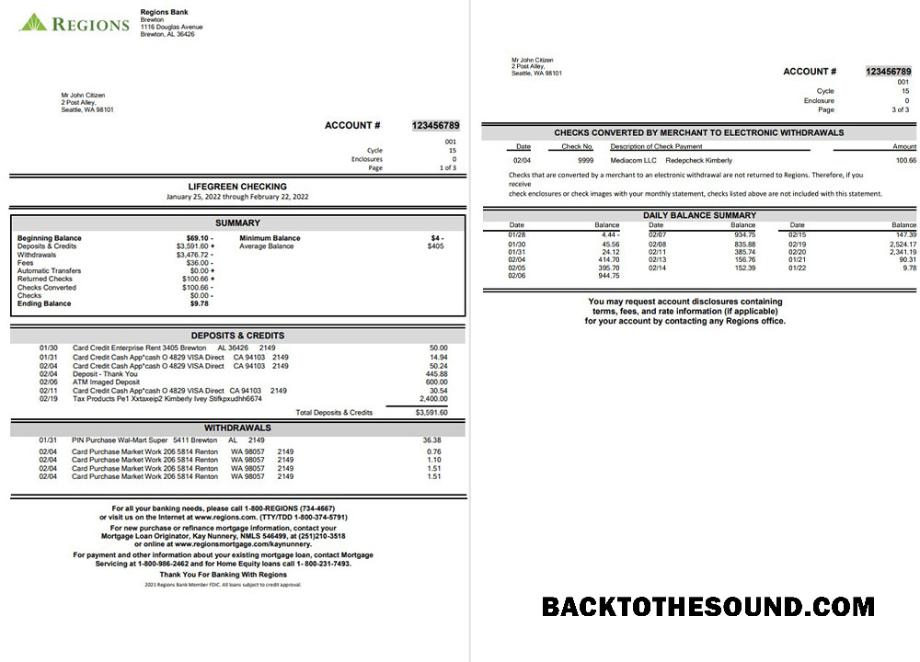 REGIONS
Regions Bank
Brewton
1116 Douglas Avenue
Brewton, AL 36426
Mr John Citizen
2 Post Alley,
Seattle, WA 98101
ACCOUNT # 123456789
001
Cycle 15
Enclosures 0
Page 1 of 3
LIFEGREEN CHECKING
January 25, 2022 through February 22, 2022
SUMMARY
Beginning Balance $69.10 - Minimum Balance $4 -
Deposits & Credits $3,591.60 + Average Balance $405
Withdrawals $3,476.72 -
Fees $36.00 -
Automatic Transfers $0.00 +
Returned Checks $100.66 +
Checks Converted $100.66 -
Checks $0.00 -
Ending Balance $9.78
DEPOSITS & CREDITS
01/30 Card Credit Enterprise Rent 3405 Brewton AL 36426 2149 50.00
01/31 Card Credit Cash App*cash O 4829 VISA Direct CA 94103 2149 14.94
02/04 Card Credit Cash App*cash O 4829 VISA Direct CA 94103 2149 50.24
02/04 Deposit - Thank You 445.88
02/06 ATM Imaged Deposit 600.00
02/11 Card Credit Cash App*cash O 4829 VISA Direct CA 94103 2149 30.54
02/19 Tax Products Pe1 Xxtaxeip2 Kimberly Ivey Stifkpxudhh6674 2,400.00
Total Deposits & Credits $3,591.60
WITHDRAWALS
01/31 PIN Purchase Wal-Mart Super 5411 Brewton AL 2149 36.38
02/04 Card Purchase Market Work 206 5814 Renton WA 98057 2149 0.76
02/04 Card Purchase Market Work 206 5814 Renton WA 98057 2149 1.10
02/04 Card Purchase Market Work 206 5814 Renton WA 98057 2149 1.51
02/04 Card Purchase Market Work 206 5814 Renton WA 98057 2149 1.51
For all your banking needs, please call 1-800-REGIONS (734-4667)
or visit us on the Internet at www.regions.com. (TTY/TDD 1-800-374-5791)
For new purchase or refinance mortgage information, contact your
Mortgage Loan Originator, Kay Nunnery, NMLS 546499, at (251)210-3518
or online at www.regionsmortgage.com/kaynunnery.
For payment and other information about your existing mortgage loan, contact Mortgage
Servicing at 1-800-986-2462 and for Home Equity loans call 1- 800-231-7493.
Thank You For Banking With Regions
2021 Regions Bank Member FDIC. All loans subject to credit approval.
Mr John Citizen
2 Post Alley,
Seattle, WA 98101
ACCOUNT # 123456789
001
Cycle 15
Enclosure 0
Page 3 of 3
CHECKS CONVERTED BY MERCHANT TO ELECTRONIC WITHDRAWALS
Date Check No. Description of Check Payment Amount
02/04 9999 Mediacom LLC Redepcheck Kimberly 100.66
Checks that are converted by a merchant to an electronic withdrawal are not returned to Regions. Therefore, if you
receive
check enclosures or check images with your monthly statement, checks listed above are not included with this statement.
DAILY BALANCE SUMMARY
Date Balance Date Balance Date Balance
01/28 4.44 - 02/07 934.75 02/15 147.39
01/30 45.56 02/08 835.88 02/19 2,524.17
01/31 24.12 02/11 385.74 02/20 2,341.19
02/04 414.70 02/13 156.76 01/21 90.31
02/05 395.70 02/14 152.39 01/22 9.78
02/06 944.75
You may request account disclosures containing
terms, fees, and rate information (if applicable)
for your account by contacting any Regions office.
BACKTOTHESOUND.COM